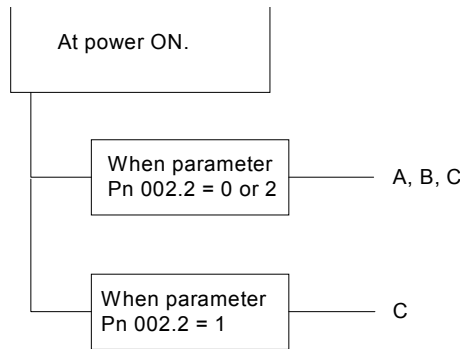 At power ON.
When parameter
Pn 002.2 = 0 or 2
A, B, C
When parameter
Pn 002.2 = 1
C